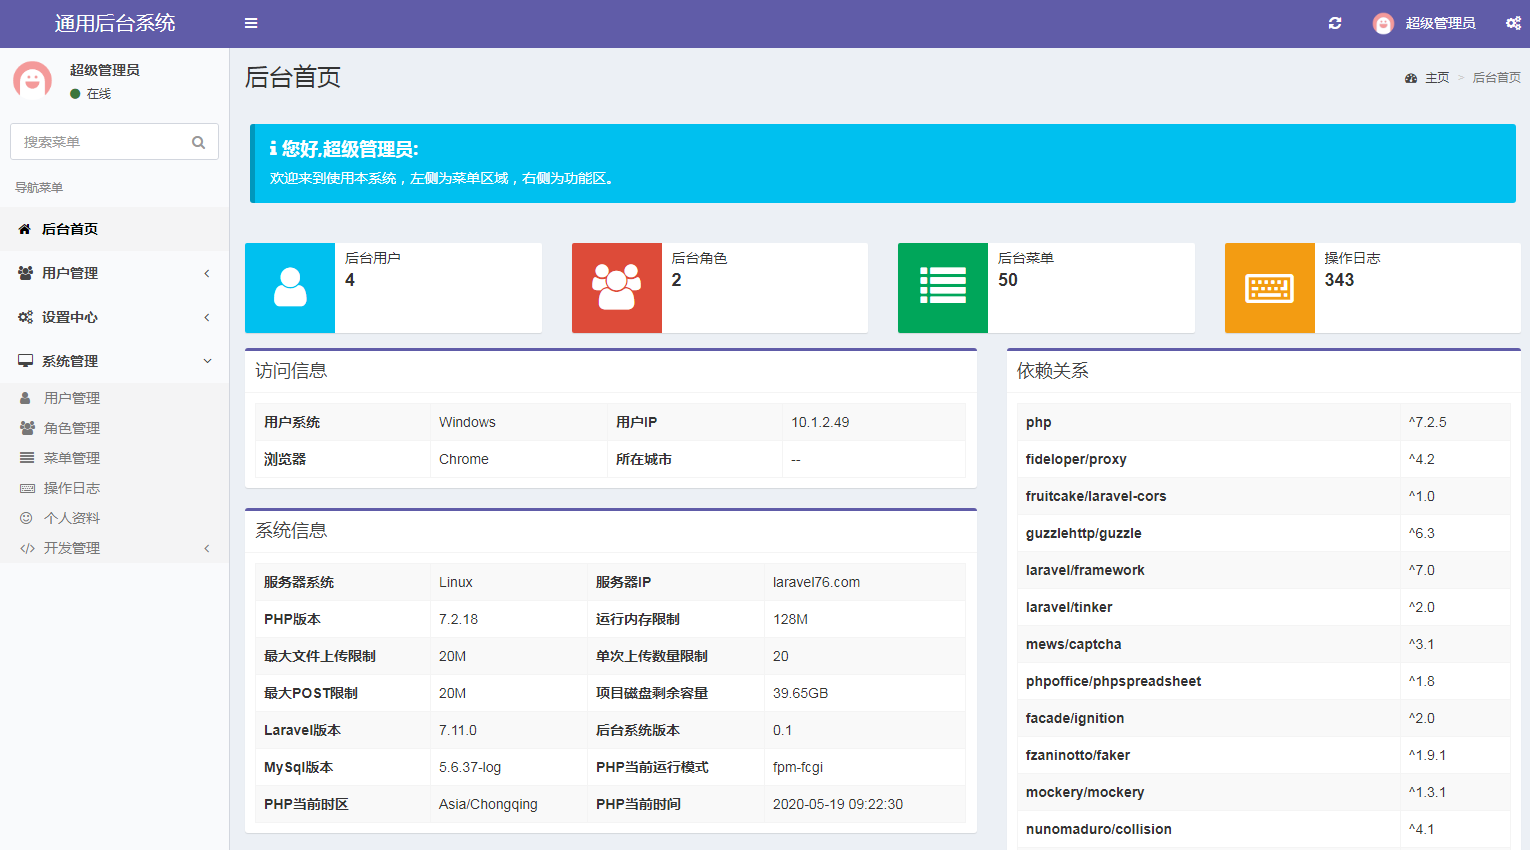 通用后台系统
超级管理员
超级管理员
在线
搜索菜单
导航菜单
后台首页
用户管理
设置中心
系统管理
用户管理
角色管理
菜单管理
操作日志
个人资料
开发管理
后台首页
主页 > 后台首页
您好,超级管理员:
欢迎来到使用本系统，左侧为菜单区域，右侧为功能区。
后台用户
4
后台角色
2
后台菜单
50
操作日志
343
访问信息
用户系统 Windows 用户IP 10.1.2.49
浏览器 Chrome 所在城市 --
系统信息
服务器系统 Linux 服务器IP laravel76.com
PHP版本 7.2.18 运行内存限制 128M
最大文件上传限制 20M 单次上传数量限制 20
最大POST限制 20M 项目磁盘剩余容量 39.65GB
Laravel版本 7.11.0 后台系统版本 0.1
MySql版本 5.6.37-log PHP当前运行模式 fpm-fcgi
PHP当前时区 Asia/Chongqing PHP当前时间 2020-05-19 09:22:30
依赖关系
php ^7.2.5
fideloper/proxy ^4.2
fruitcake/laravel-cors ^1.0
guzzlehttp/guzzle ^6.3
laravel/framework ^7.0
laravel/tinker ^2.0
mews/captcha ^3.1
phpoffice/phpspreadsheet ^1.8
facade/ignition ^2.0
fzaninotto/faker ^1.9.1
mockery/mockery ^1.3.1
nunomaduro/collision ^4.1